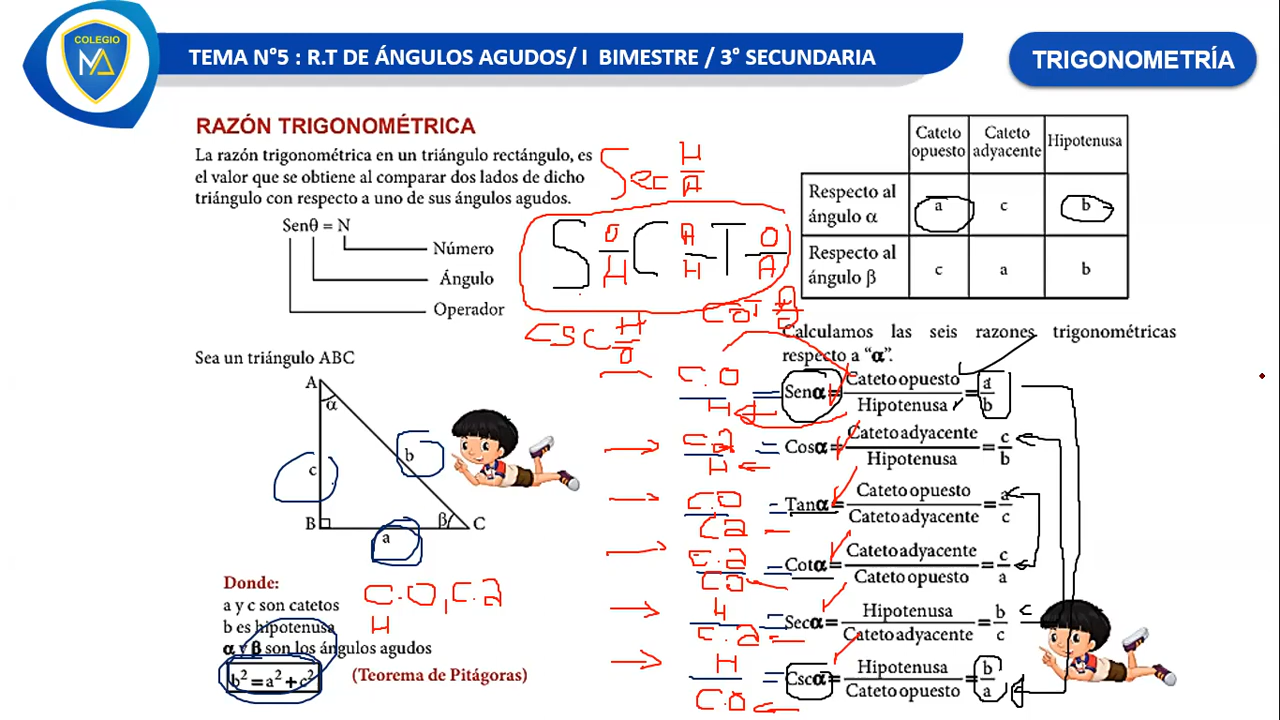 COLEGIO
MA
TEMA N°5 : R.T DE ÁNGULOS AGUDOS/ I BIMESTRE / 3° SECUNDARIA
TRIGONOMETRÍA
RAZÓN TRIGONOMÉTRICA
La razón trigonométrica en un triángulo rectángulo, es
el valor que se obtiene al comparar dos lados de dicho
triángulo con respecto a uno de sus ángulos agudos.
Senθ = N
Número
Ángulo
Operador
Sec H/A
S O/H C A/H T O/A
CSC H/O
COT A/O
Cateto opuesto Cateto adyacente Hipotenusa
Respecto al ángulo α a c b
Respecto al ángulo β c a b
Sea un triángulo ABC
A
α
c
b
B
a
β
C
Donde:
a y c son catetos
b es hipotenusa
α y β son los ángulos agudos
b² = a² + c² (Teorema de Pitágoras)
C.O, C.a
H
Calculamos las seis razones trigonométricas
respecto a “α”.
C.O/H = Senα = Cateto opuesto/Hipotenusa = a/b
C.a/H = Cosα = Cateto adyacente/Hipotenusa = c/b
CO/Ca = Tanα = Cateto opuesto/Cateto adyacente = a/c
C.a/CO = Cotα = Cateto adyacente/Cateto opuesto = c/a
H/C.a = Secα = Hipotenusa/Cateto adyacente = b/c
H/C.O = Cscα = Hipotenusa/Cateto opuesto = b/a